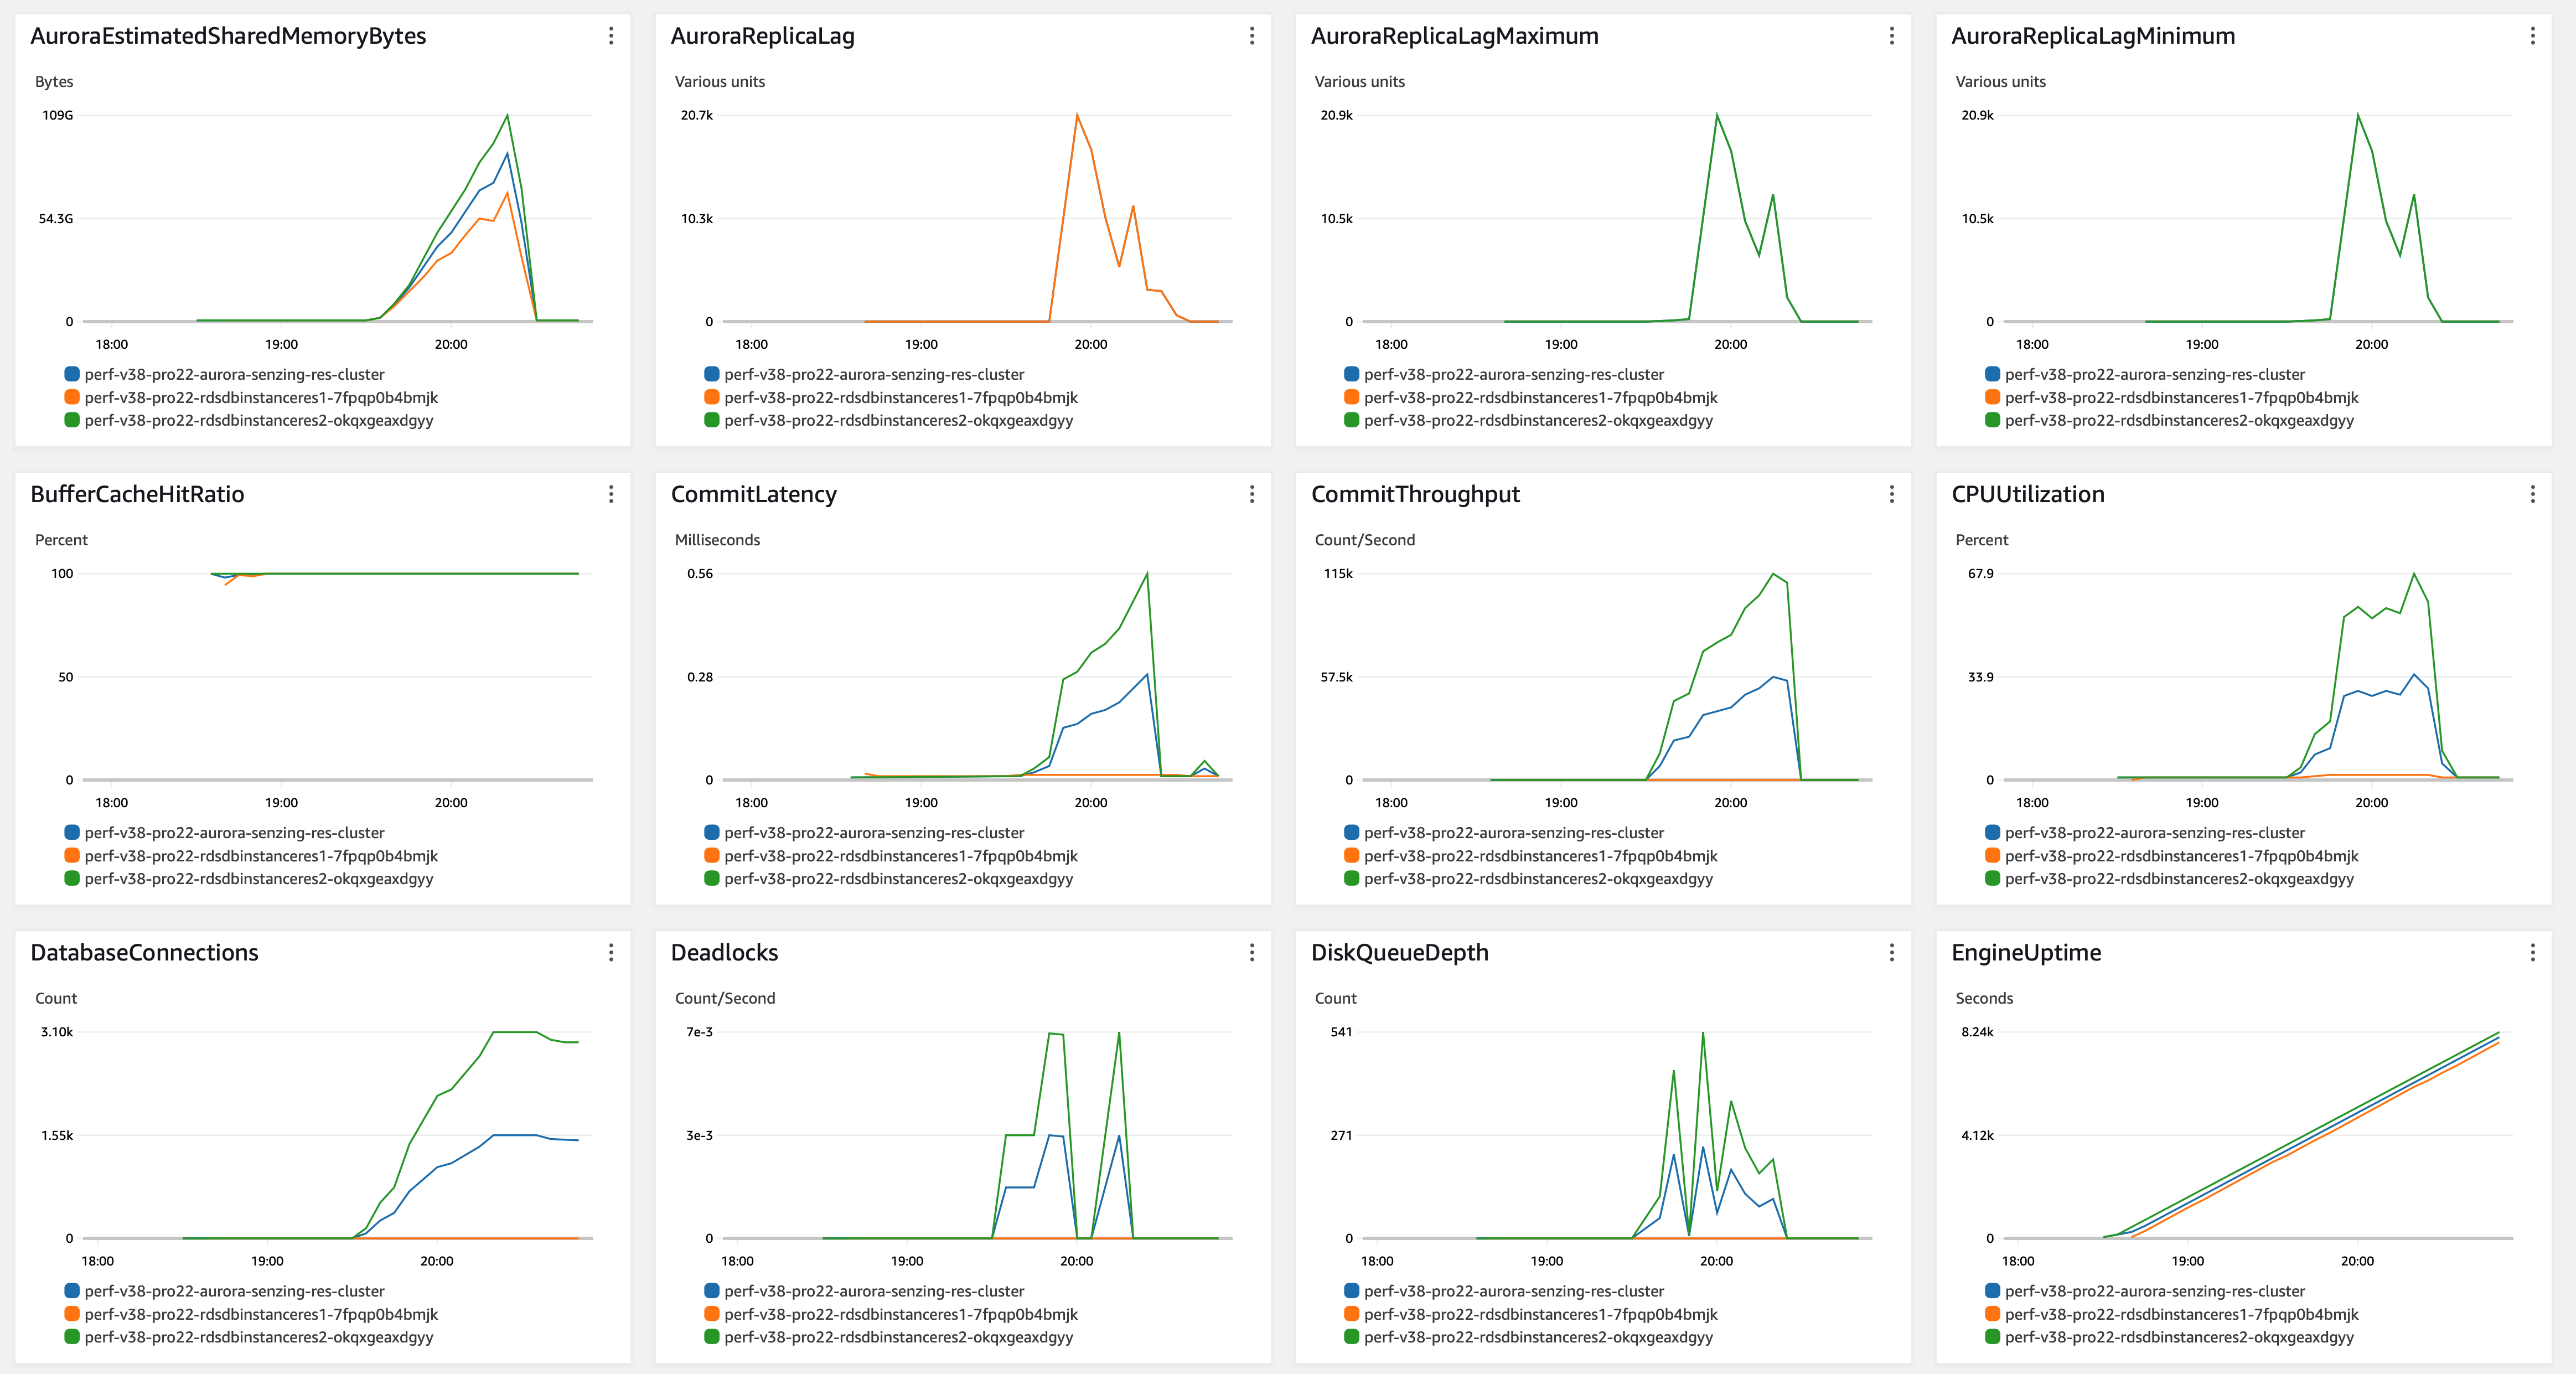 AuroraEstimatedSharedMemoryBytes
Bytes
109G
54.3G
0
18:00 19:00 20:00
perf-v38-pro22-aurora-senzing-res-cluster
perf-v38-pro22-rdsdbinstanceres1-7fpqp0b4bmjk
perf-v38-pro22-rdsdbinstanceres2-okqxgeaxdgyy
AuroraReplicaLag
Various units
20.7k
10.3k
0
18:00 19:00 20:00
perf-v38-pro22-aurora-senzing-res-cluster
perf-v38-pro22-rdsdbinstanceres1-7fpqp0b4bmjk
perf-v38-pro22-rdsdbinstanceres2-okqxgeaxdgyy
AuroraReplicaLagMaximum
Various units
20.9k
10.5k
0
18:00 19:00 20:00
perf-v38-pro22-aurora-senzing-res-cluster
perf-v38-pro22-rdsdbinstanceres1-7fpqp0b4bmjk
perf-v38-pro22-rdsdbinstanceres2-okqxgeaxdgyy
AuroraReplicaLagMinimum
Various units
20.9k
10.5k
0
18:00 19:00 20:00
perf-v38-pro22-aurora-senzing-res-cluster
perf-v38-pro22-rdsdbinstanceres1-7fpqp0b4bmjk
perf-v38-pro22-rdsdbinstanceres2-okqxgeaxdgyy
BufferCacheHitRatio
Percent
100
50
0
18:00 19:00 20:00
perf-v38-pro22-aurora-senzing-res-cluster
perf-v38-pro22-rdsdbinstanceres1-7fpqp0b4bmjk
perf-v38-pro22-rdsdbinstanceres2-okqxgeaxdgyy
CommitLatency
Milliseconds
0.56
0.28
0
18:00 19:00 20:00
perf-v38-pro22-aurora-senzing-res-cluster
perf-v38-pro22-rdsdbinstanceres1-7fpqp0b4bmjk
perf-v38-pro22-rdsdbinstanceres2-okqxgeaxdgyy
CommitThroughput
Count/Second
115k
57.5k
0
18:00 19:00 20:00
perf-v38-pro22-aurora-senzing-res-cluster
perf-v38-pro22-rdsdbinstanceres1-7fpqp0b4bmjk
perf-v38-pro22-rdsdbinstanceres2-okqxgeaxdgyy
CPUUtilization
Percent
67.9
33.9
0
18:00 19:00 20:00
perf-v38-pro22-aurora-senzing-res-cluster
perf-v38-pro22-rdsdbinstanceres1-7fpqp0b4bmjk
perf-v38-pro22-rdsdbinstanceres2-okqxgeaxdgyy
DatabaseConnections
Count
3.10k
1.55k
0
18:00 19:00 20:00
perf-v38-pro22-aurora-senzing-res-cluster
perf-v38-pro22-rdsdbinstanceres1-7fpqp0b4bmjk
perf-v38-pro22-rdsdbinstanceres2-okqxgeaxdgyy
Deadlocks
Count/Second
7e-3
3e-3
0
18:00 19:00 20:00
perf-v38-pro22-aurora-senzing-res-cluster
perf-v38-pro22-rdsdbinstanceres1-7fpqp0b4bmjk
perf-v38-pro22-rdsdbinstanceres2-okqxgeaxdgyy
DiskQueueDepth
Count
541
271
0
18:00 19:00 20:00
perf-v38-pro22-aurora-senzing-res-cluster
perf-v38-pro22-rdsdbinstanceres1-7fpqp0b4bmjk
perf-v38-pro22-rdsdbinstanceres2-okqxgeaxdgyy
EngineUptime
Seconds
8.24k
4.12k
0
18:00 19:00 20:00
perf-v38-pro22-aurora-senzing-res-cluster
perf-v38-pro22-rdsdbinstanceres1-7fpqp0b4bmjk
perf-v38-pro22-rdsdbinstanceres2-okqxgeaxdgyy